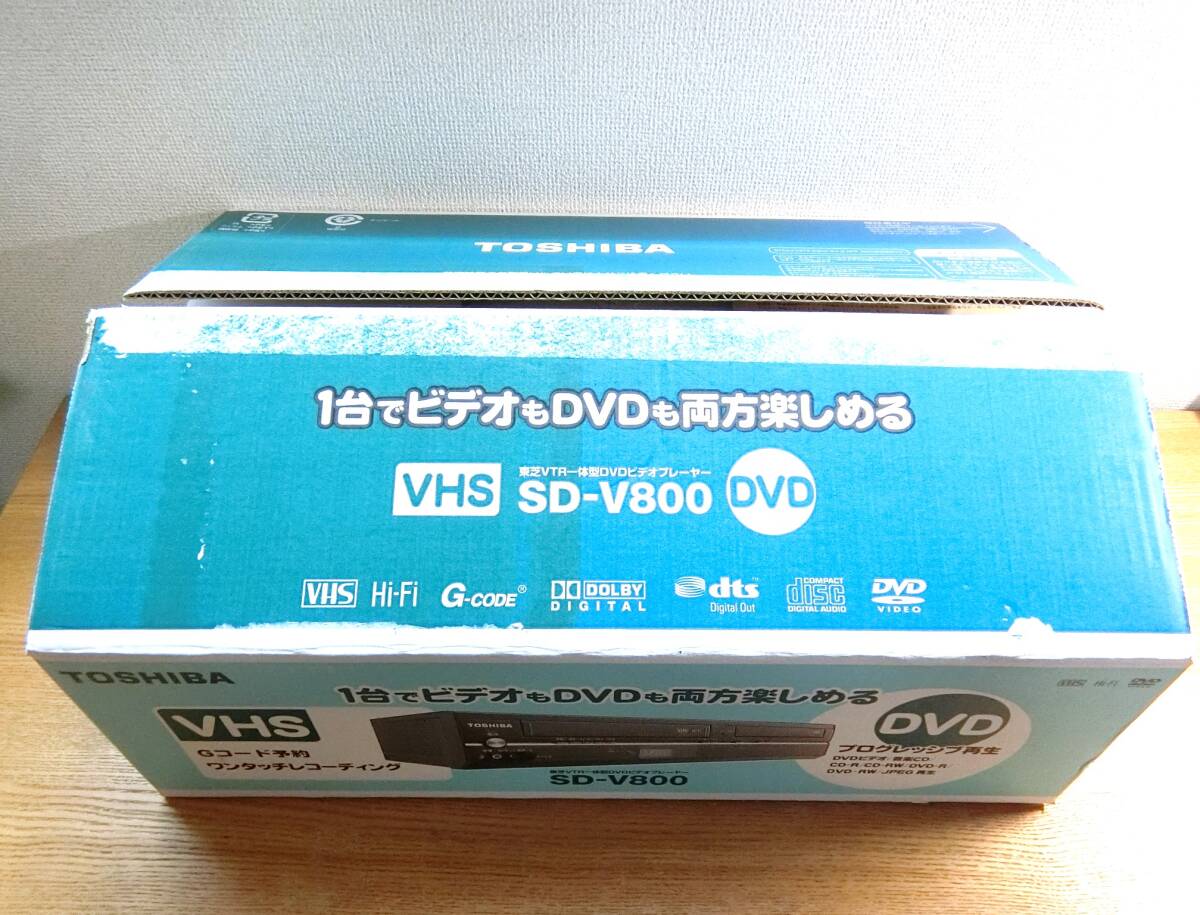 TOSHIBA
1台でビデオもDVDも両方楽しめる
東芝VTR一体型DVDビデオプレーヤー
VHS SD-V800 DVD
VHS Hi-Fi G-CODE® DOLBY DIGITAL dts™ Digital Out COMPACT disc DIGITAL AUDIO DVD VIDEO
TOSHIBA
VHS Hi-Fi DVD
1台でビデオもDVDも両方楽しめる
VHS
Gコード予約
ワンタッチレコーディング
TOSHIBA
東芝VTR一体型DVDビデオプレーヤー
SD-V800
DVD
プログレッシブ再生
DVDビデオ/音楽CD/
CD-R/CD-RW/DVD-R/
DVD-RW/JPEG 再生